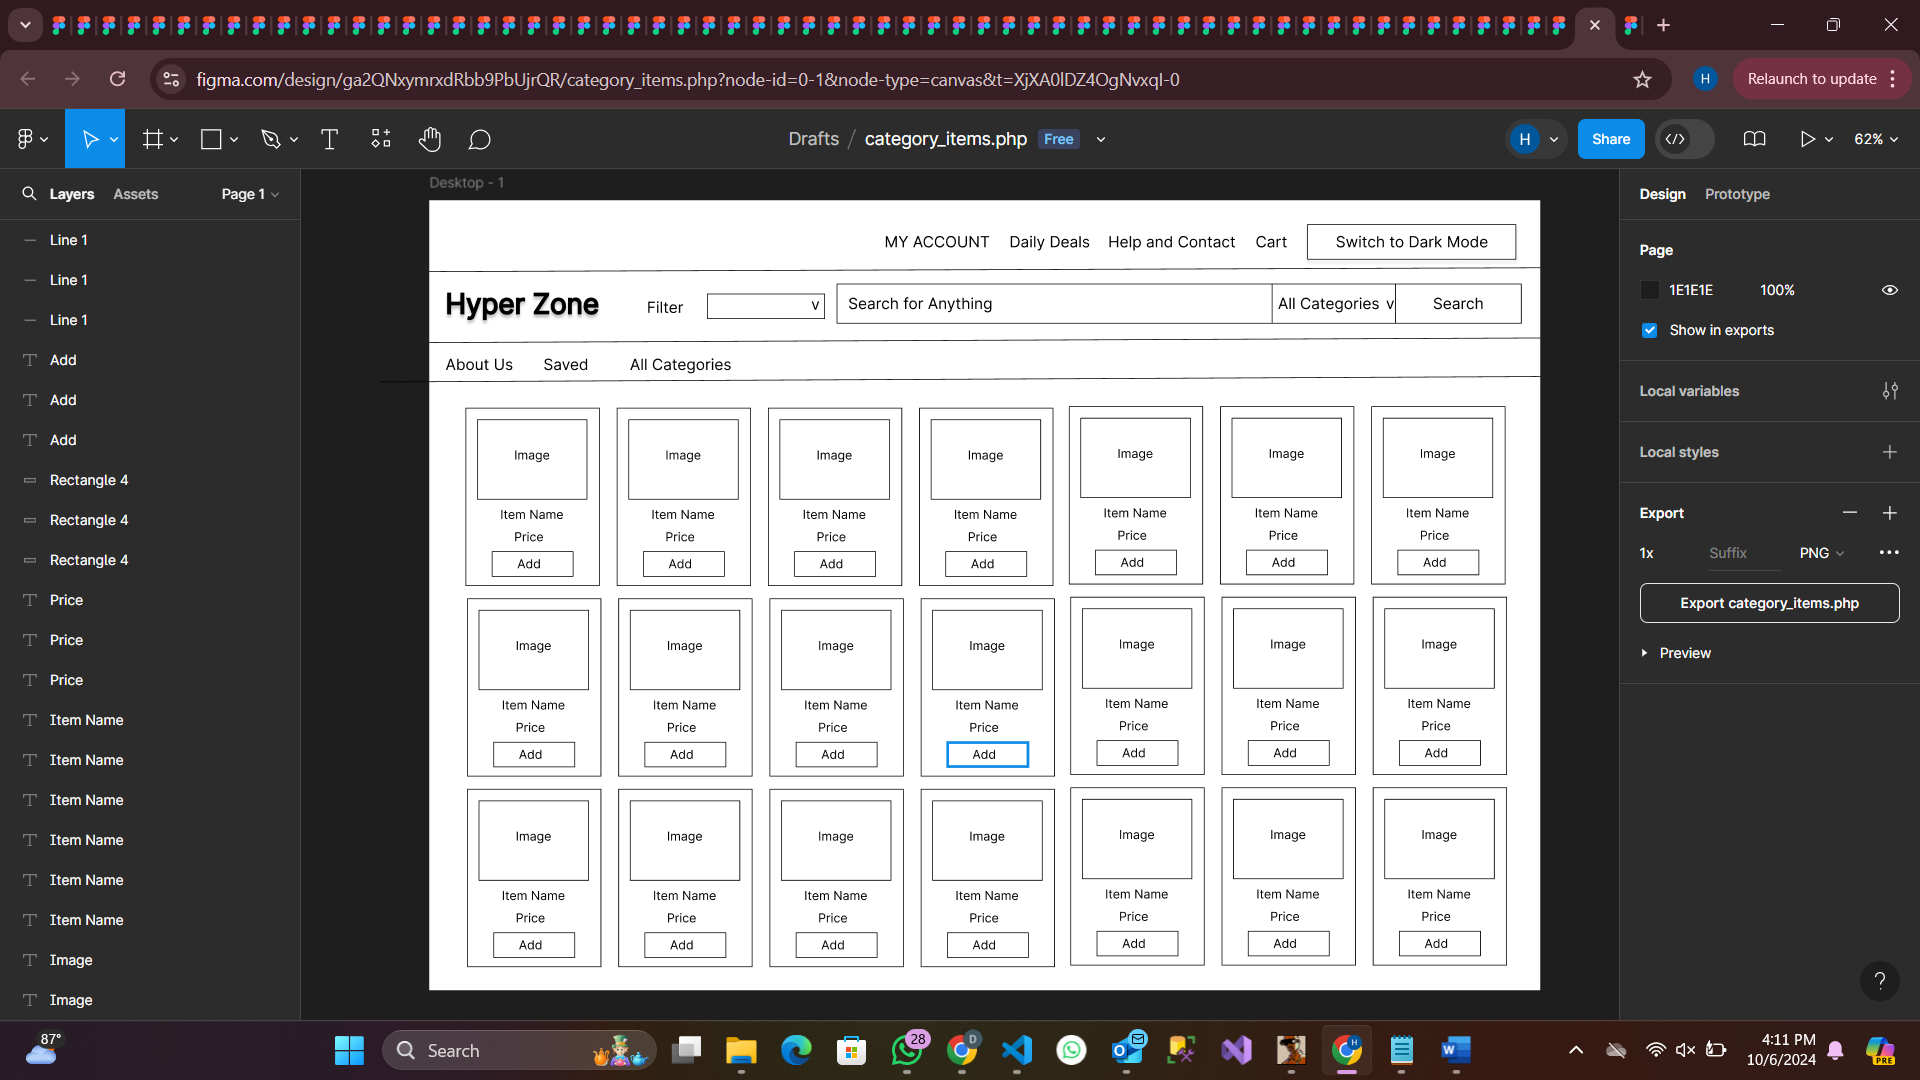 figma.com/design/ga2QNxymrxdRbb9PbUjrQR/category_items.php?node-id=0-1&node-type=canvas&t=XjXA0lDZ4OgNvxqI-0
H
Relaunch to update
Drafts / category_items.php Free
H
Share
62%
Layers Assets Page 1
Line 1
Line 1
Line 1
Add
Add
Add
Rectangle 4
Rectangle 4
Rectangle 4
Price
Price
Price
Item Name
Item Name
Item Name
Item Name
Item Name
Item Name
Image
Image
Desktop - 1
MY ACCOUNT Daily Deals Help and Contact Cart Switch to Dark Mode
Hyper Zone Filter v Search for Anything All Categories v Search
About Us Saved All Categories
Image Image Image Image Image Image Image
Item Name Item Name Item Name Item Name Item Name Item Name Item Name
Price Price Price Price Price Price Price
Add Add Add Add Add Add Add
Image Image Image Image Image Image Image
Item Name Item Name Item Name Item Name Item Name Item Name Item Name
Price Price Price Price Price Price Price
Add Add Add Add Add Add Add
Image Image Image Image Image Image Image
Item Name Item Name Item Name Item Name Item Name Item Name Item Name
Price Price Price Price Price Price Price
Add Add Add Add Add Add Add
Design Prototype
Page
1E1E1E 100%
Show in exports
Local variables
Local styles
Export
1x Suffix PNG
Export category_items.php
Preview
?
87°
Search
28
D
H
W
PRE
4:11 PM
10/6/2024